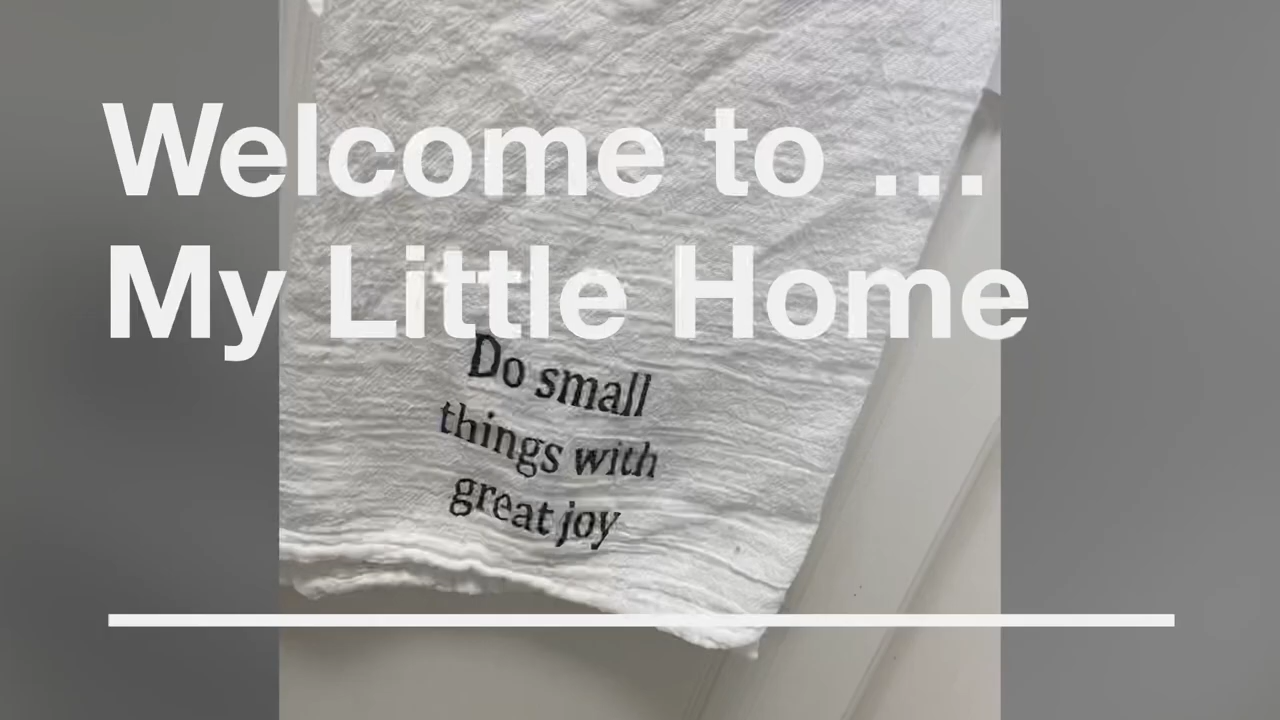 Welcome to ...
My Little Home
Do small
things with
great joy